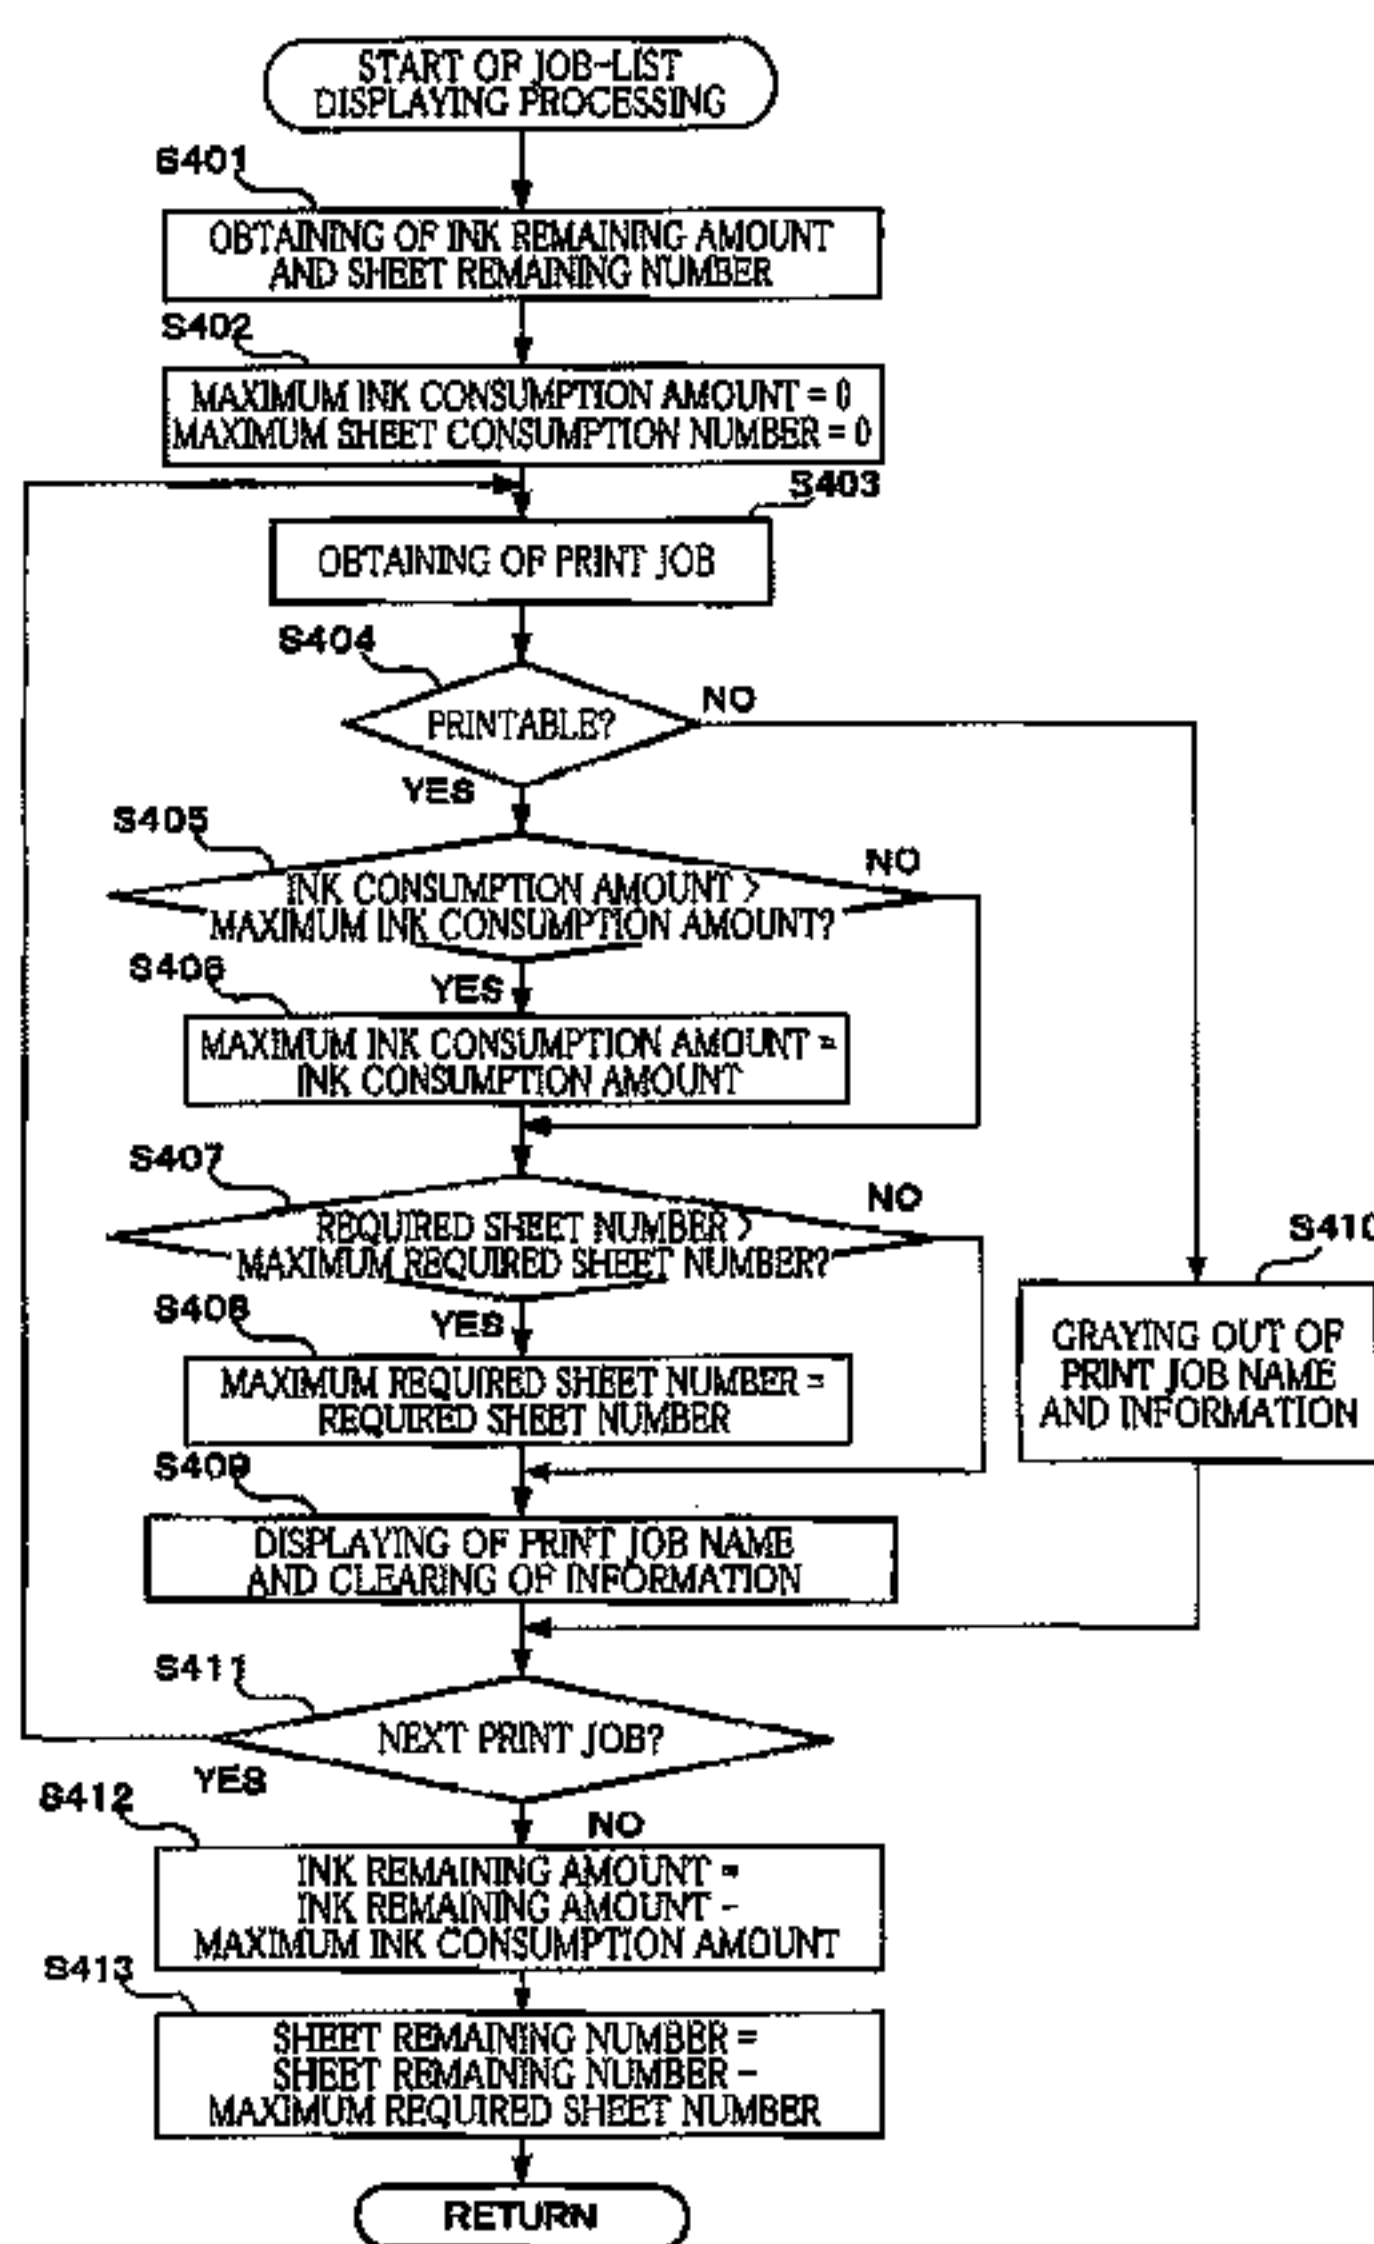 START OF JOB-LIST
DISPLAYING PROCESSING
S401
OBTAINING OF INK REMAINING AMOUNT
AND SHEET REMAINING NUMBER
S402
MAXIMUM INK CONSUMPTION AMOUNT = 0
MAXIMUM SHEET CONSUMPTION NUMBER = 0
S403
OBTAINING OF PRINT JOB
S404
PRINTABLE?
NO
YES
S405
INK CONSUMPTION AMOUNT >
MAXIMUM INK CONSUMPTION AMOUNT?
NO
YES
S406
MAXIMUM INK CONSUMPTION AMOUNT =
INK CONSUMPTION AMOUNT
S407
REQUIRED SHEET NUMBER >
MAXIMUM REQUIRED SHEET NUMBER?
NO
YES
S408
MAXIMUM REQUIRED SHEET NUMBER =
REQUIRED SHEET NUMBER
S410
GRAYING OUT OF
PRINT JOB NAME
AND INFORMATION
S409
DISPLAYING OF PRINT JOB NAME
AND CLEARING OF INFORMATION
S411
NEXT PRINT JOB?
YES
NO
S412
INK REMAINING AMOUNT =
INK REMAINING AMOUNT -
MAXIMUM INK CONSUMPTION AMOUNT
S413
SHEET REMAINING NUMBER =
SHEET REMAINING NUMBER -
MAXIMUM REQUIRED SHEET NUMBER
RETURN